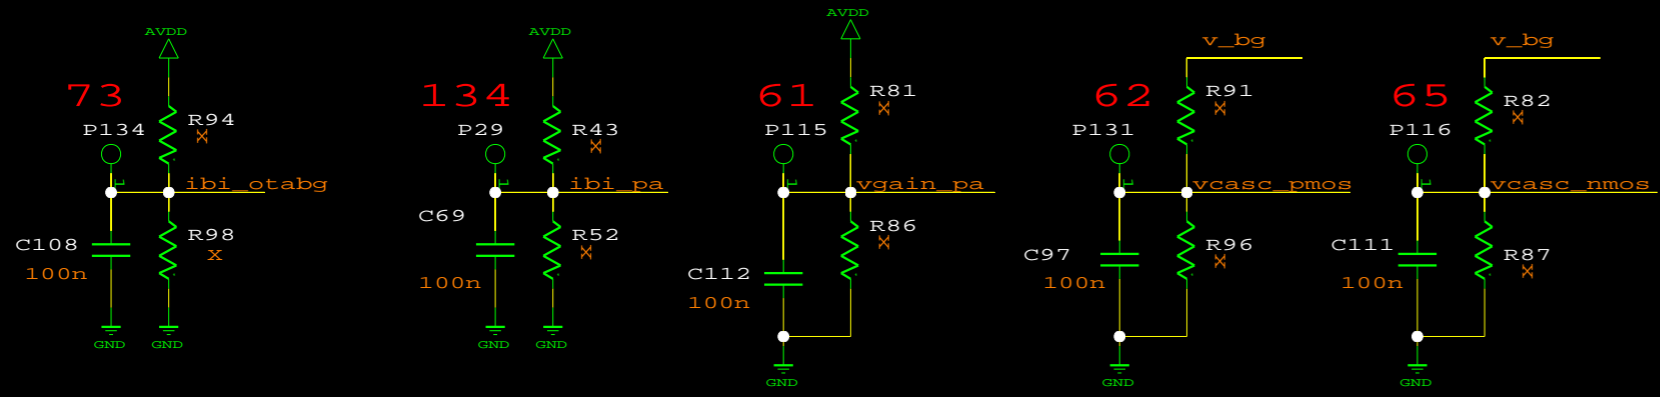 AVDD
73
R94
X
P134
L
ibi_otabg
C108
100n
R98
x
GND
GND
AVDD
134
P29
R43
X
L
ibi_pa
C69
100n
R52
X
GND
GND
AVDD
61
R81
X
P115
L
vgain_pa
R86
X
C112
100n
GND
v_bg
62
R91
X
P131
L
vcasc_pmos
C97
100n
R96
X
GND
v_bg
65
R82
X
P116
L
vcasc_nmos
C111
100n
R87
X
GND